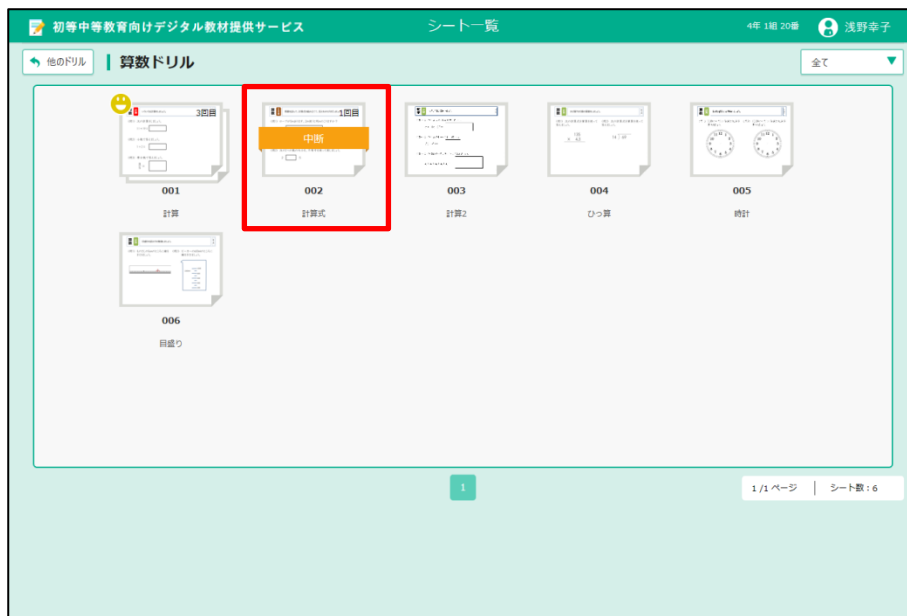 初等中等教育向けデジタル教材提供サービス
シート一覧
4年 1組 20番
浅野幸子
他のドリル
算数ドリル
全て
3回目
1回目
中断
001
002
003
004
005
計算
計算式
計算2
ひっ算
時計
006
目盛り
1
1 /1 ページ
シート数:6